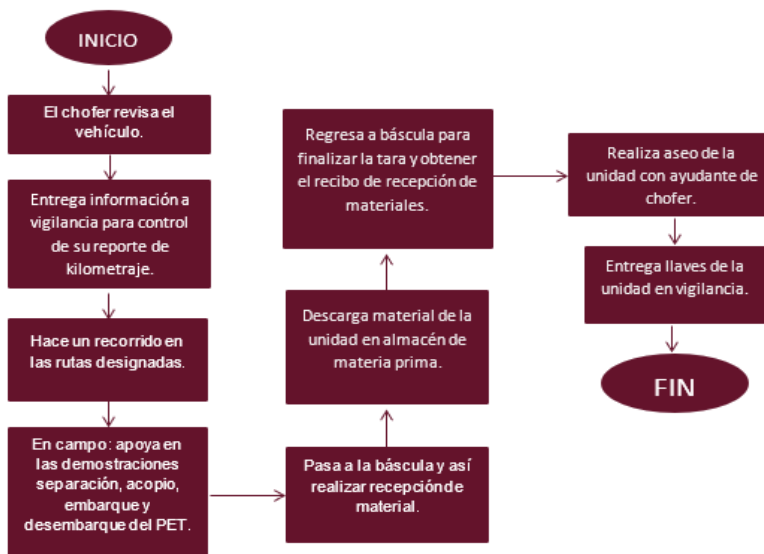 INICIO
El chofer revisa el
vehículo.
Entrega información a
vigilancia para control
de su reporte de
kilometraje.
Hace un recorrido en
las rutas designadas.
En campo: apoya en
las demostraciones
separación, acopio,
embarque y
desembarque del PET.
Pasa a la báscula y así
realizar recepción de
material.
Descarga material de la
unidad en almacén de
materia prima.
Regresa a báscula para
finalizar la tara y obtener
el recibo de recepción de
materiales.
Realiza aseo de la
unidad con ayudante de
chofer.
Entrega llaves de la
unidad en vigilancia.
FIN